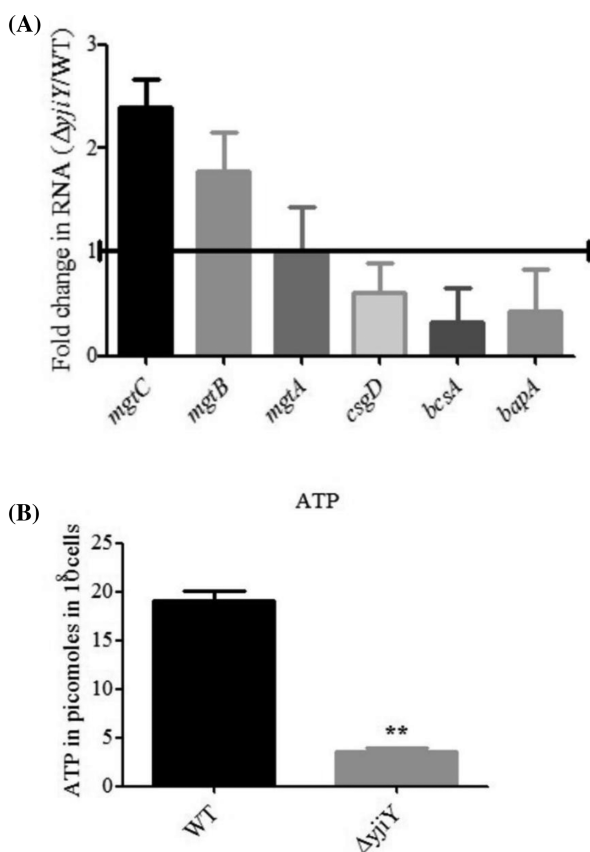 (A)
Fold change in RNA (ΔyjiY/WT)
3
2
1
0
mgtC
mgtB
mgtA
csgD
bcsA
bapA
(B)
ATP
ATP in picomoles in 10⁸cells
25
20
15
10
5
0
**
WT
ΔyjiY